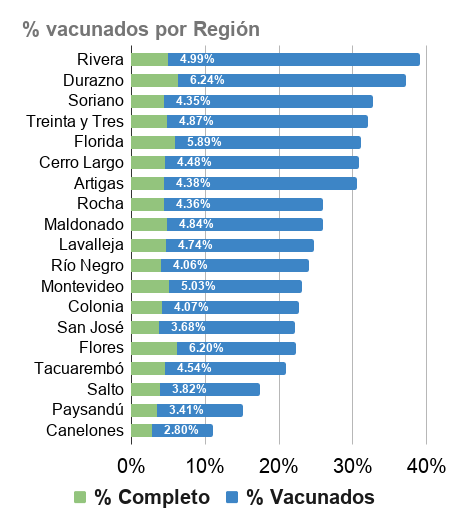 % vacunados por Región
Rivera 4.99%
Durazno 6.24%
Soriano 4.35%
Treinta y Tres 4.87%
Florida 5.89%
Cerro Largo 4.48%
Artigas 4.38%
Rocha 4.36%
Maldonado 4.84%
Lavalleja 4.74%
Río Negro 4.06%
Montevideo 5.03%
Colonia 4.07%
San José 3.68%
Flores 6.20%
Tacuarembó 4.54%
Salto 3.82%
Paysandú 3.41%
Canelones 2.80%
0% 10% 20% 30% 40%
% Completo % Vacunados